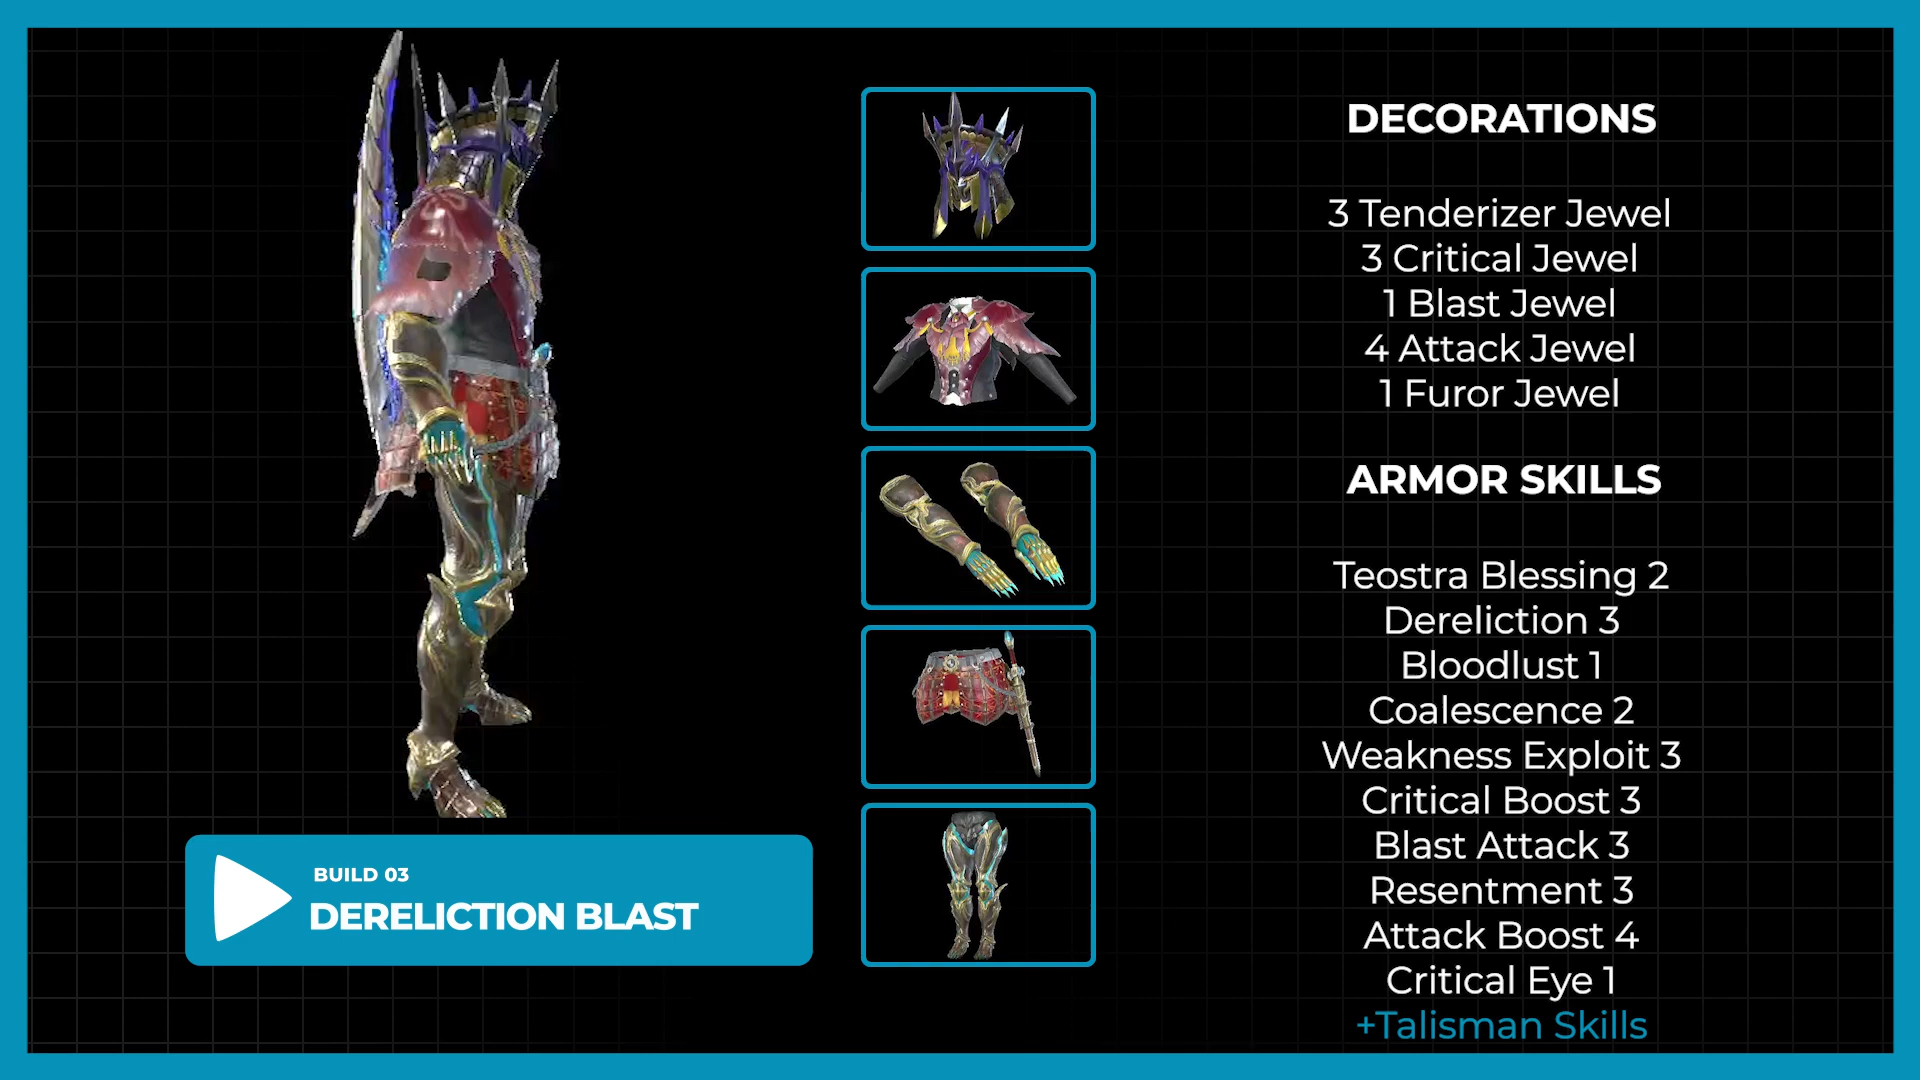 DECORATIONS
3 Tenderizer Jewel
3 Critical Jewel
1 Blast Jewel
4 Attack Jewel
1 Furor Jewel
ARMOR SKILLS
Teostra Blessing 2
Dereliction 3
Bloodlust 1
Coalescence 2
Weakness Exploit 3
Critical Boost 3
Blast Attack 3
Resentment 3
Attack Boost 4
Critical Eye 1
+Talisman Skills
BUILD 03
DERELICTION BLAST